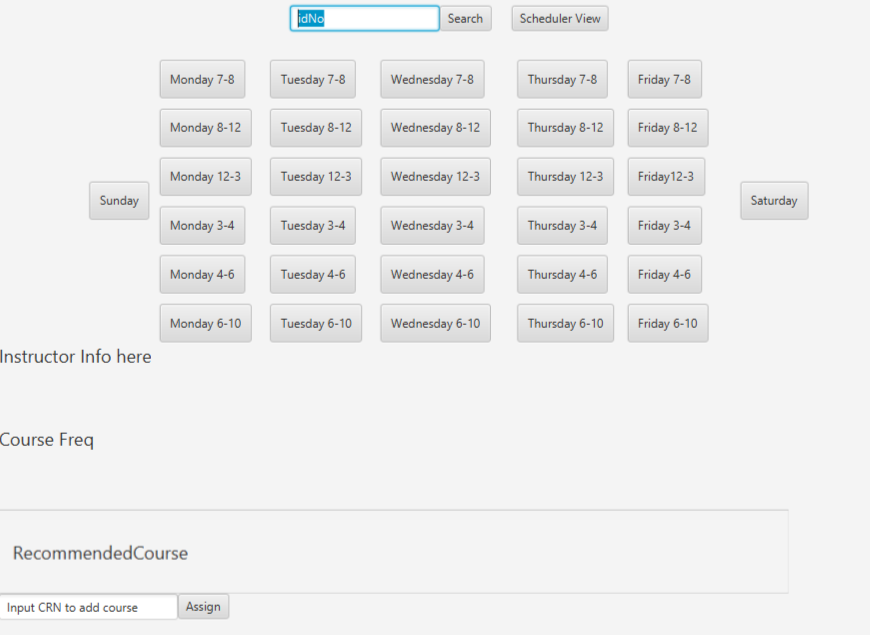 idNo Search Scheduler View
Monday 7-8 Tuesday 7-8 Wednesday 7-8 Thursday 7-8 Friday 7-8
Monday 8-12 Tuesday 8-12 Wednesday 8-12 Thursday 8-12 Friday 8-12
Monday 12-3 Tuesday 12-3 Wednesday 12-3 Thursday 12-3 Friday12-3
Sunday Saturday
Monday 3-4 Tuesday 3-4 Wednesday 3-4 Thursday 3-4 Friday 3-4
Monday 4-6 Tuesday 4-6 Wednesday 4-6 Thursday 4-6 Friday 4-6
Monday 6-10 Tuesday 6-10 Wednesday 6-10 Thursday 6-10 Friday 6-10
Instructor Info here
Course Freq
RecommendedCourse
Input CRN to add course Assign